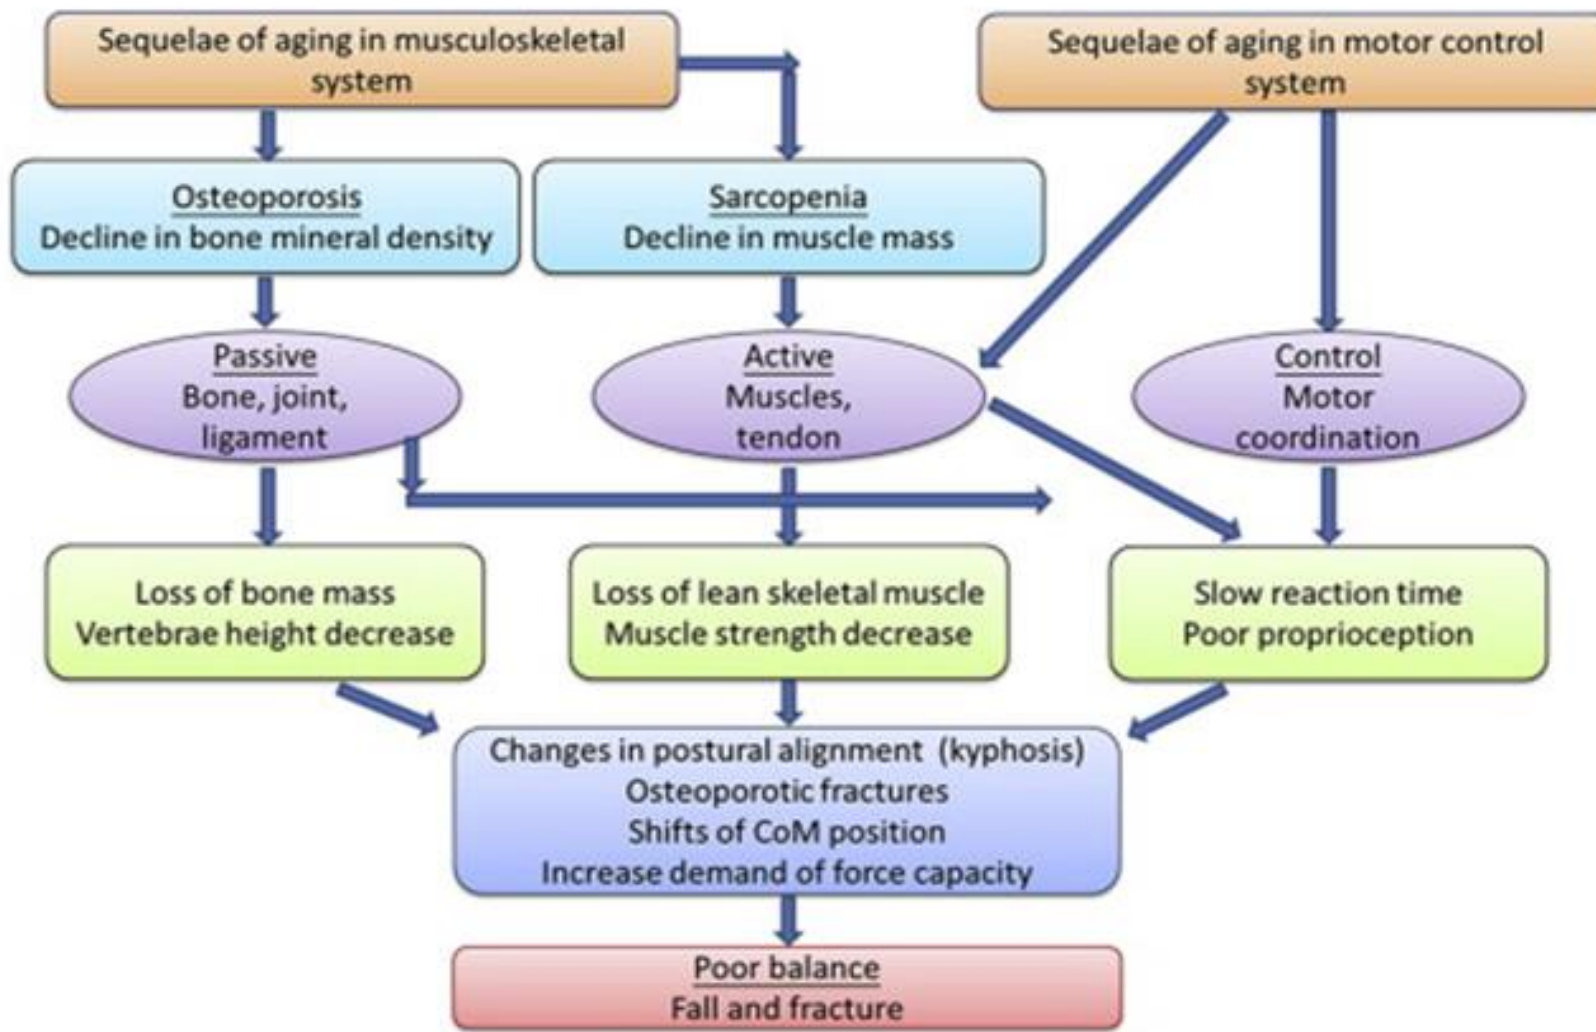 Sequelae of aging in musculoskeletal
system
Sequelae of aging in motor control
system
Osteoporosis
Decline in bone mineral density
Sarcopenia
Decline in muscle mass
Passive
Bone, joint,
ligament
Active
Muscles,
tendon
Control
Motor
coordination
Loss of bone mass
Vertebrae height decrease
Loss of lean skeletal muscle
Muscle strength decrease
Slow reaction time
Poor proprioception
Changes in postural alignment (kyphosis)
Osteoporotic fractures
Shifts of CoM position
Increase demand of force capacity
Poor balance
Fall and fracture